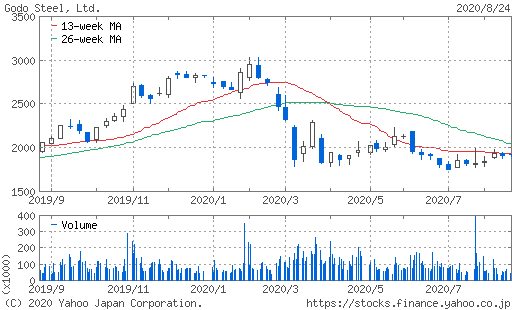 Godo Steel, Ltd. 2020/8/24
13-week MA
26-week MA
3500
3000
2500
2000
1500
2019/9 2019/11 2020/1 2020/3 2020/5 2020/7
Volume
400
300
200
100
0
(x1000)
2019/9 2019/11 2020/1 2020/3 2020/5 2020/7
(C) 2020 Yahoo Japan Corporation. https://stocks.finance.yahoo.co.jp